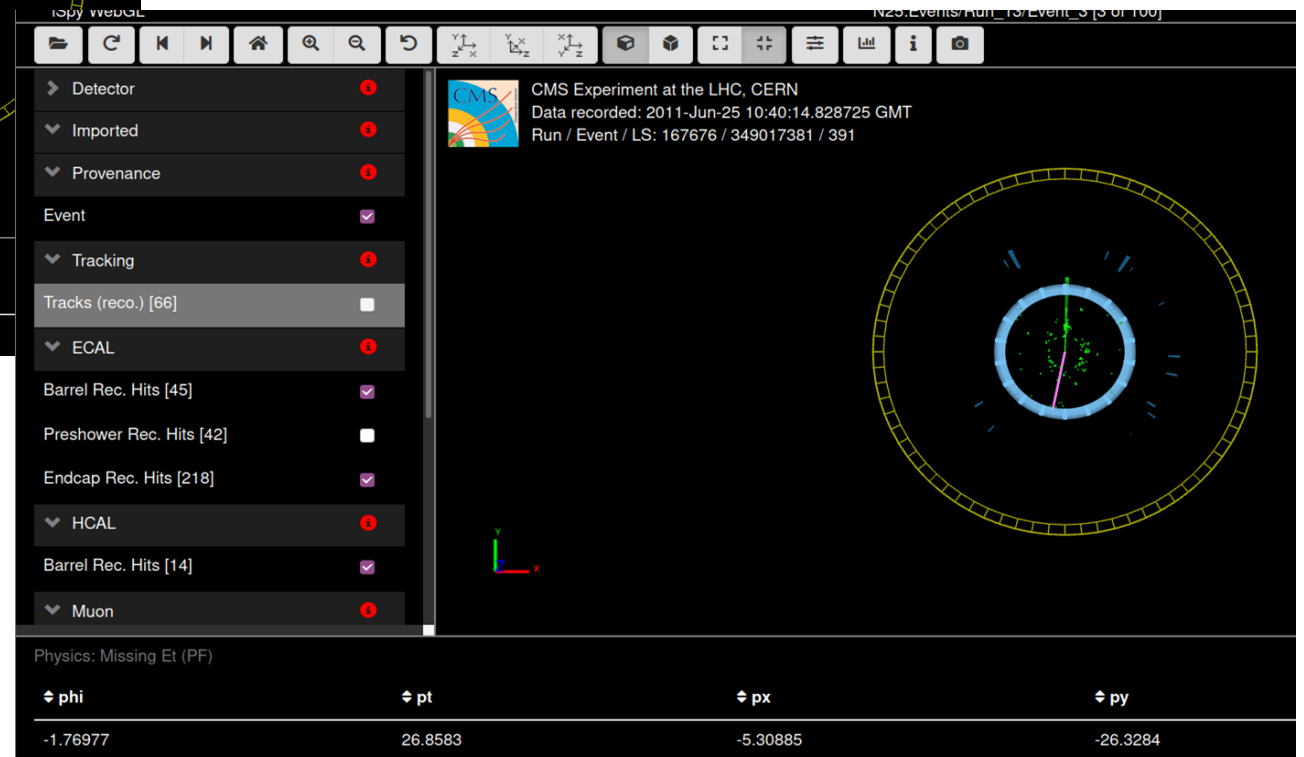 iSpy WebGL
N25.Events/Run_13/Event_3 [3 of 100]
Detector
Imported
Provenance
Event
Tracking
Tracks (reco.) [66]
ECAL
Barrel Rec. Hits [45]
Preshower Rec. Hits [42]
Endcap Rec. Hits [218]
HCAL
Barrel Rec. Hits [14]
Muon
CMS
CMS Experiment at the LHC, CERN
Data recorded: 2011-Jun-25 10:40:14.828725 GMT
Run / Event / LS: 167676 / 349017381 / 391
Y
Z
X
Physics: Missing Et (PF)
phi pt px py
-1.76977 26.8583 -5.30885 -26.3284